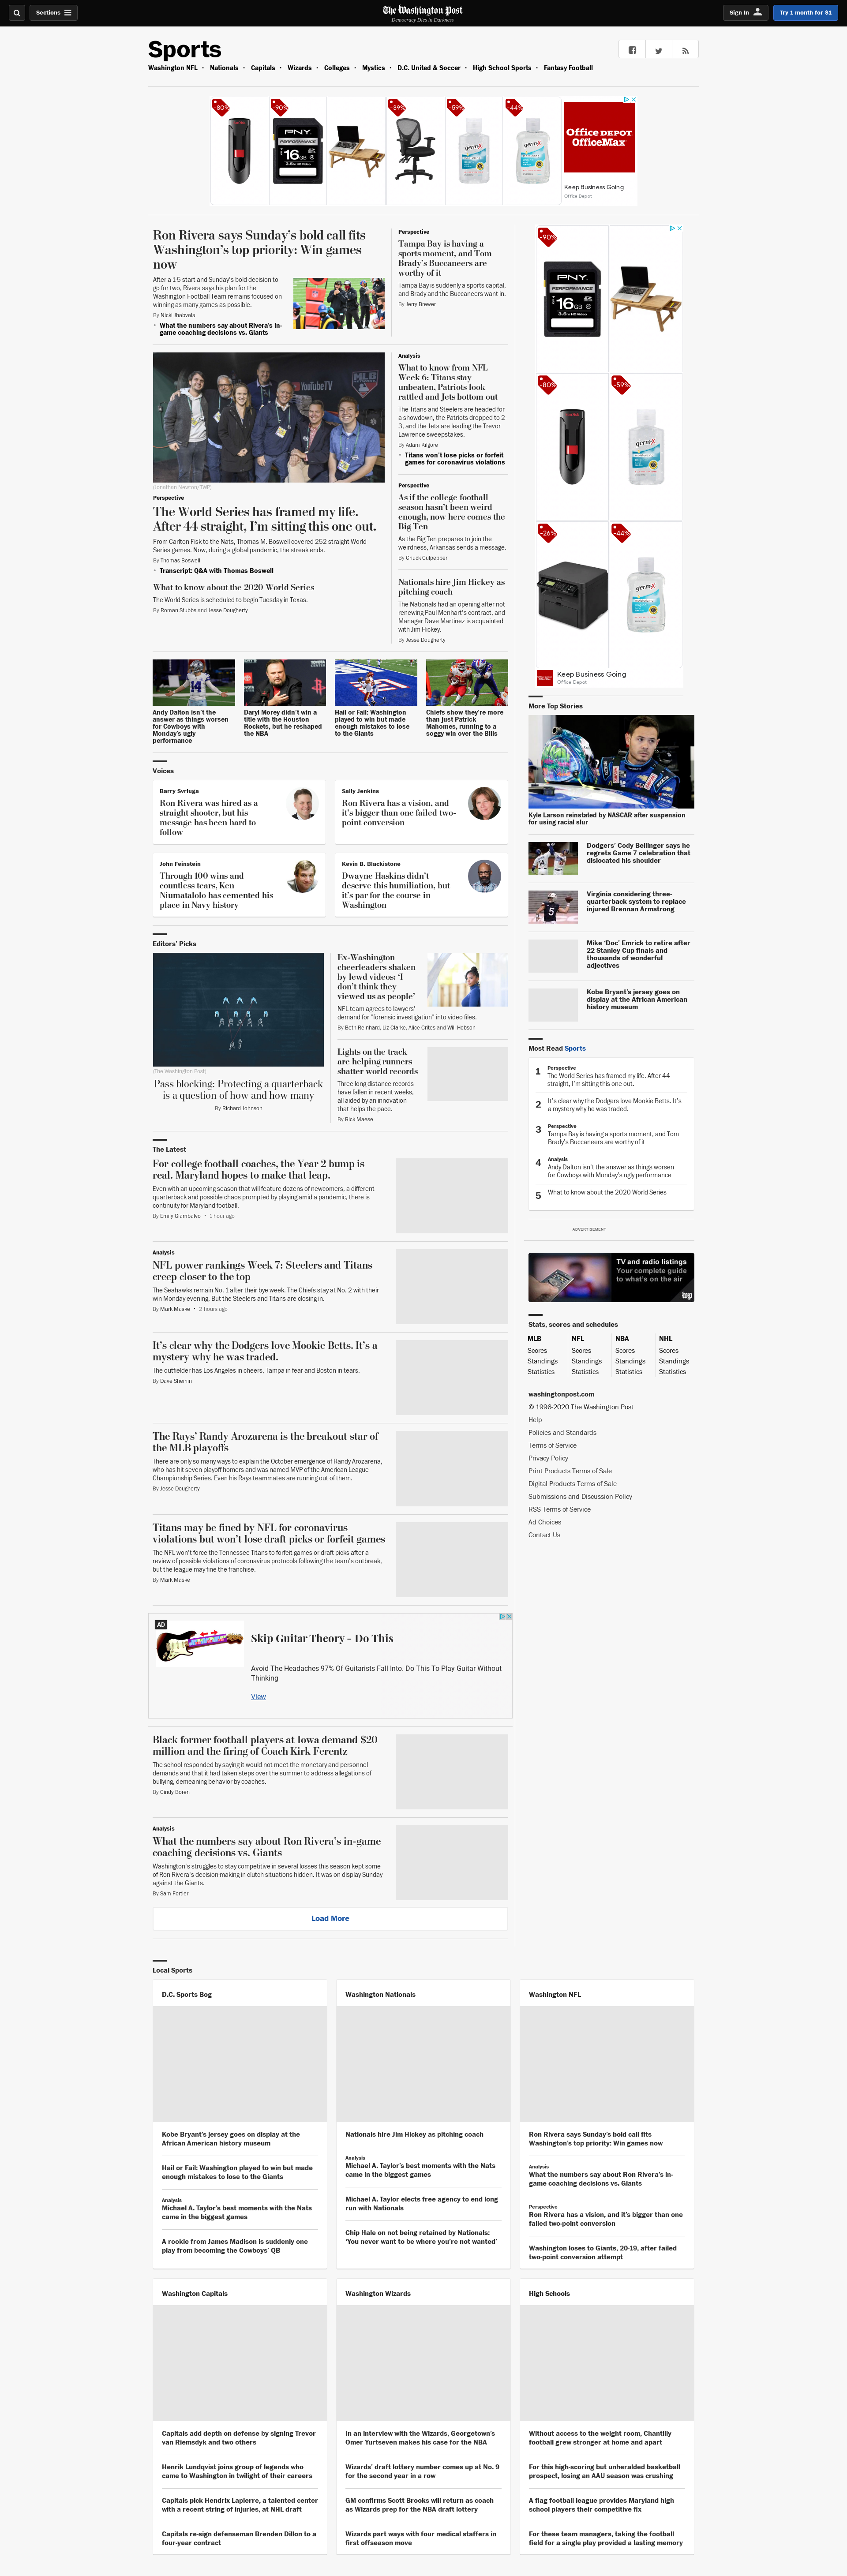 Sections
The Washington Post
Democracy Dies in Darkness
Sign In
Try 1 month for $1
Sports
Washington NFL • Nationals • Capitals • Wizards • Colleges • Mystics • D.C. United & Soccer • High School Sports • Fantasy Football
-80%
-90%
-39%
-59%
-44%
PNY
PERFORMANCE
16GB
germ-x
germ-x
Office DEPOT
OfficeMax
Keep Business Going
Office Depot
Ron Rivera says Sunday's bold call fits
Washington's top priority: Win games
now
After a 1-5 start and Sunday's bold decision to
go for two, Rivera says his plan for the
Washington Football Team remains focused on
winning as many games as possible.
By Nicki Jhabvala
• What the numbers say about Rivera's in-
game coaching decisions vs. Giants
Perspective
Tampa Bay is having a
sports moment, and Tom
Brady's Buccaneers are
worthy of it
Tampa Bay is suddenly a sports capital,
and Brady and the Buccaneers want in.
By Jerry Brewer
YouTubeTV
MLB
(Jonathan Newton/TWP)
Perspective
The World Series has framed my life.
After 44 straight, I'm sitting this one out.
From Carlton Fisk to the Nats, Thomas M. Boswell covered 252 straight World
Series games. Now, during a global pandemic, the streak ends.
By Thomas Boswell
• Transcript: Q&A with Thomas Boswell
What to know about the 2020 World Series
The World Series is scheduled to begin Tuesday in Texas.
By Roman Stubbs and Jesse Dougherty
Analysis
What to know from NFL
Week 6: Titans stay
unbeaten, Patriots look
rattled and Jets bottom out
The Titans and Steelers are headed for
a showdown, the Patriots dropped to 2-
3, and the Jets are leading the Trevor
Lawrence sweepstakes.
By Adam Kilgore
• Titans won't lose picks or forfeit
games for coronavirus violations
Perspective
As if the college football
season hasn't been weird
enough, now here comes the
Big Ten
As the Big Ten prepares to join the
weirdness, Arkansas sends a message.
By Chuck Culpepper
Nationals hire Jim Hickey as
pitching coach
The Nationals had an opening after not
renewing Paul Menhart's contract, and
Manager Dave Martinez is acquainted
with Jim Hickey.
By Jesse Dougherty
Andy Dalton isn't the
answer as things worsen
for Cowboys with
Monday's ugly
performance
Daryl Morey didn't win a
title with the Houston
Rockets, but he reshaped
the NBA
Hail or Fail: Washington
played to win but made
enough mistakes to lose
to the Giants
Chiefs show they're more
than just Patrick
Mahomes, running to a
soggy win over the Bills
Voices
Barry Svrluga
Ron Rivera was hired as a
straight shooter, but his
message has been hard to
follow
Sally Jenkins
Ron Rivera has a vision, and
it's bigger than one failed two-
point conversion
John Feinstein
Through 100 wins and
countless tears, Ken
Niumatalolo has cemented his
place in Navy history
Kevin B. Blackistone
Dwayne Haskins didn't
deserve this humiliation, but
it's par for the course in
Washington
Editors' Picks
(The Washington Post)
Pass blocking: Protecting a quarterback
is a question of how and how many
By Richard Johnson
Ex-Washington
cheerleaders shaken
by lewd videos: 'I
don't think they
viewed us as people'
NFL team agrees to lawyers'
demand for "forensic investigation" into video files.
By Beth Reinhard, Liz Clarke, Alice Crites and Will Hobson
Lights on the track
are helping runners
shatter world records
Three long-distance records
have fallen in recent weeks,
all aided by an innovation
that helps the pace.
By Rick Maese
The Latest
For college football coaches, the Year 2 bump is
real. Maryland hopes to make that leap.
Even with an upcoming season that will feature dozens of newcomers, a different
quarterback and possible chaos prompted by playing amid a pandemic, there is
continuity for Maryland football.
By Emily Giambalvo • 1 hour ago
Analysis
NFL power rankings Week 7: Steelers and Titans
creep closer to the top
The Seahawks remain No. 1 after their bye week. The Chiefs stay at No. 2 with their
win Monday evening. But the Steelers and Titans are closing in.
By Mark Maske • 2 hours ago
It's clear why the Dodgers love Mookie Betts. It's a
mystery why he was traded.
The outfielder has Los Angeles in cheers, Tampa in fear and Boston in tears.
By Dave Sheinin
The Rays' Randy Arozarena is the breakout star of
the MLB playoffs
There are only so many ways to explain the October emergence of Randy Arozarena,
who has hit seven playoff homers and was named MVP of the American League
Championship Series. Even his Rays teammates are running out of them.
By Jesse Dougherty
Titans may be fined by NFL for coronavirus
violations but won't lose draft picks or forfeit games
The NFL won't force the Tennessee Titans to forfeit games or draft picks after a
review of possible violations of coronavirus protocols following the team's outbreak,
but the league may fine the franchise.
By Mark Maske
AD
Skip Guitar Theory - Do This
Avoid The Headaches 97% Of Guitarists Fall Into. Do This To Play Guitar Without
Thinking
View
Black former football players at Iowa demand $20
million and the firing of Coach Kirk Ferentz
The school responded by saying it would not meet the monetary and personnel
demands and that it had taken steps over the summer to address allegations of
bullying, demeaning behavior by coaches.
By Cindy Boren
Analysis
What the numbers say about Ron Rivera's in-game
coaching decisions vs. Giants
Washington's struggles to stay competitive in several losses this season kept some
of Ron Rivera's decision-making in clutch situations hidden. It was on display Sunday
against the Giants.
By Sam Fortier
Load More
-90%
PNY
PERFORMANCE
16GB
-80%
-59%
germ-x
-26%
-44%
germ-x
Keep Business Going
Office Depot
More Top Stories
Kyle Larson reinstated by NASCAR after suspension
for using racial slur
Dodgers' Cody Bellinger says he
regrets Game 7 celebration that
dislocated his shoulder
Virginia considering three-
quarterback system to replace
injured Brennan Armstrong
Mike 'Doc' Emrick to retire after
22 Stanley Cup finals and
thousands of wonderful
adjectives
Kobe Bryant's jersey goes on
display at the African American
history museum
Most Read Sports
1 Perspective
The World Series has framed my life. After 44
straight, I'm sitting this one out.
2 It's clear why the Dodgers love Mookie Betts. It's
a mystery why he was traded.
3 Perspective
Tampa Bay is having a sports moment, and Tom
Brady's Buccaneers are worthy of it
4 Analysis
Andy Dalton isn't the answer as things worsen
for Cowboys with Monday's ugly performance
5 What to know about the 2020 World Series
ADVERTISEMENT
TV and radio listings
Your complete guide
to what's on the air
wp
Stats, scores and schedules
MLB NFL NBA NHL
Scores Scores Scores Scores
Standings Standings Standings Standings
Statistics Statistics Statistics Statistics
washingtonpost.com
© 1996-2020 The Washington Post
Help
Policies and Standards
Terms of Service
Privacy Policy
Print Products Terms of Sale
Digital Products Terms of Sale
Submissions and Discussion Policy
RSS Terms of Service
Ad Choices
Contact Us
Local Sports
D.C. Sports Bog
Kobe Bryant's jersey goes on display at the
African American history museum
Hail or Fail: Washington played to win but made
enough mistakes to lose to the Giants
Analysis
Michael A. Taylor's best moments with the Nats
came in the biggest games
A rookie from James Madison is suddenly one
play from becoming the Cowboys' QB
Washington Nationals
Nationals hire Jim Hickey as pitching coach
Analysis
Michael A. Taylor's best moments with the Nats
came in the biggest games
Michael A. Taylor elects free agency to end long
run with Nationals
Chip Hale on not being retained by Nationals:
'You never want to be where you're not wanted'
Washington NFL
Ron Rivera says Sunday's bold call fits
Washington's top priority: Win games now
Analysis
What the numbers say about Ron Rivera's in-
game coaching decisions vs. Giants
Perspective
Ron Rivera has a vision, and it's bigger than one
failed two-point conversion
Washington loses to Giants, 20-19, after failed
two-point conversion attempt
Washington Capitals
Capitals add depth on defense by signing Trevor
van Riemsdyk and two others
Henrik Lundqvist joins group of legends who
came to Washington in twilight of their careers
Capitals pick Hendrix Lapierre, a talented center
with a recent string of injuries, at NHL draft
Capitals re-sign defenseman Brenden Dillon to a
four-year contract
Washington Wizards
In an interview with the Wizards, Georgetown's
Omer Yurtseven makes his case for the NBA
Wizards' draft lottery number comes up at No. 9
for the second year in a row
GM confirms Scott Brooks will return as coach
as Wizards prep for the NBA draft lottery
Wizards part ways with four medical staffers in
first offseason move
High Schools
Without access to the weight room, Chantilly
football grew stronger at home and apart
For this high-scoring but unheralded basketball
prospect, losing an AAU season was crushing
A flag football league provides Maryland high
school players their competitive fix
For these team managers, taking the football
field for a single play provided a lasting memory